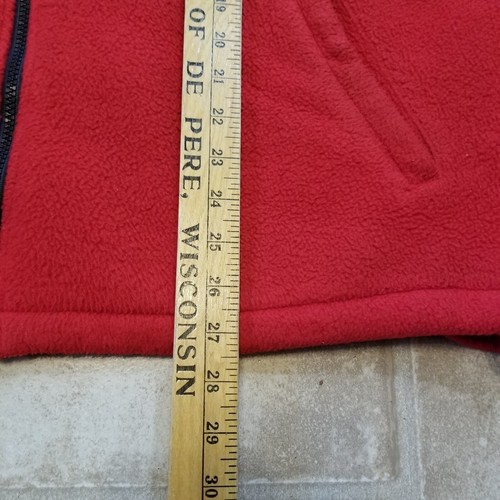 OF DE PERE, WISCONSIN
19 20 21 22 23 24 25 26 27 28 29 30